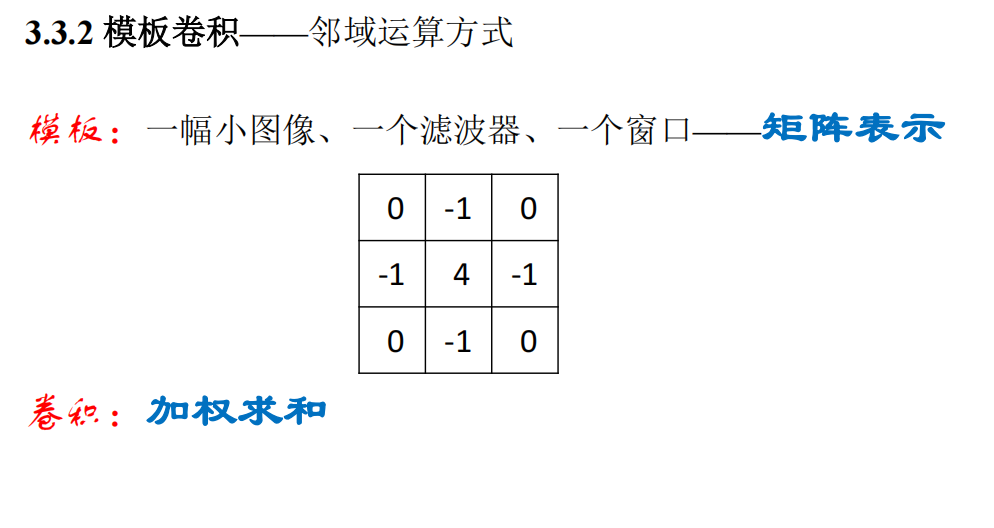 3.3.2 模板卷积——邻域运算方式
模板：一幅小图像、一个滤波器、一个窗口——矩阵表示
0 -1 0
-1 4 -1
0 -1 0
卷积：加权求和